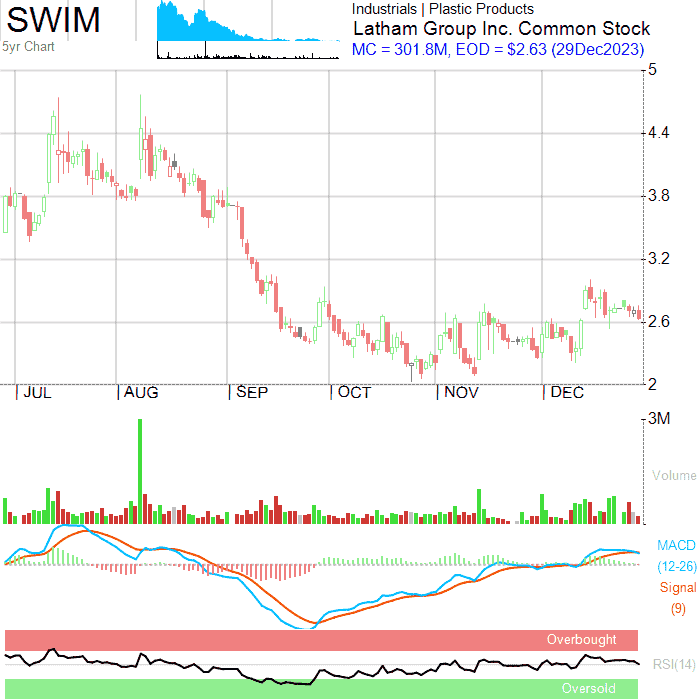 SWIM
5yr Chart
Industrials | Plastic Products
Latham Group Inc. Common Stock
MC = 301.8M, EOD = $2.63 (29Dec2023)
5
4.4
3.8
3.2
2.6
2
JUL AUG SEP OCT NOV DEC
3M
Volume
MACD
(12-26)
Signal
(9)
Overbought
RSI(14)
Oversold